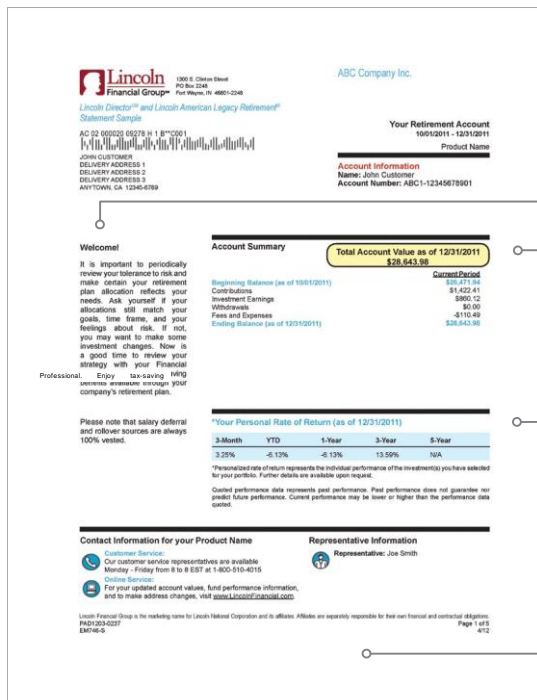 Lincoln
Financial Group℠
1300 S. Clinton Street
PO Box 2248
Fort Wayne, IN 46801-2248
ABC Company Inc.
Lincoln Director℠ and Lincoln American Legacy Retirement®
Statement Sample
AC 02 000020 09278 H 1 B**C001
JOHN CUSTOMER
DELIVERY ADDRESS 1
DELIVERY ADDRESS 2
DELIVERY ADDRESS 3
ANYTOWN, CA 12345-6789
Your Retirement Account
10/01/2011 - 12/31/2011
Product Name
Account Information
Name: John Customer
Account Number: ABC1-12345678901
Welcome!
It is important to periodically
review your tolerance to risk and
make certain your retirement
plan allocation reflects your
needs. Ask yourself if your
allocations still match your
goals, time frame, and your
feelings about risk. If not,
you may want to make some
investment changes. Now is
a good time to review your
strategy with your Financial
Professional. Enjoy tax-saving
benefits available through your
company's retirement plan.
Please note that salary deferral
and rollover sources are always
100% vested.
Account Summary
Total Account Value as of 12/31/2011
$28,643.98
Current Period
Beginning Balance (as of 10/01/2011) $26,471.94
Contributions $1,422.41
Investment Earnings $860.12
Withdrawals $0.00
Fees and Expenses -$110.49
Ending Balance (as of 12/31/2011) $28,643.98
*Your Personal Rate of Return (as of 12/31/2011)
3-Month YTD 1-Year 3-Year 5-Year
3.25% -6.13% -6.13% 13.59% N/A
*Personalized rate of return represents the individual performance of the investment(s) you have selected
for your portfolio. Further details are available upon request.
Quoted performance data represents past performance. Past performance does not guarantee nor
predict future performance. Current performance may be lower or higher than the performance data
quoted.
Contact Information for your Product Name
Customer Service:
Our customer service representatives are available
Monday - Friday from 8 to 8 EST at 1-800-510-4015
Online Service:
For your updated account values, fund performance information,
and to make address changes, visit www.LincolnFinancial.com.
Representative Information
Representative: Joe Smith
Lincoln Financial Group is the marketing name for Lincoln National Corporation and its affiliates. Affiliates are separately responsible for their own financial and contractual obligations.
PAD1203-0237
EM746-S
Page 1 of 5
4/12